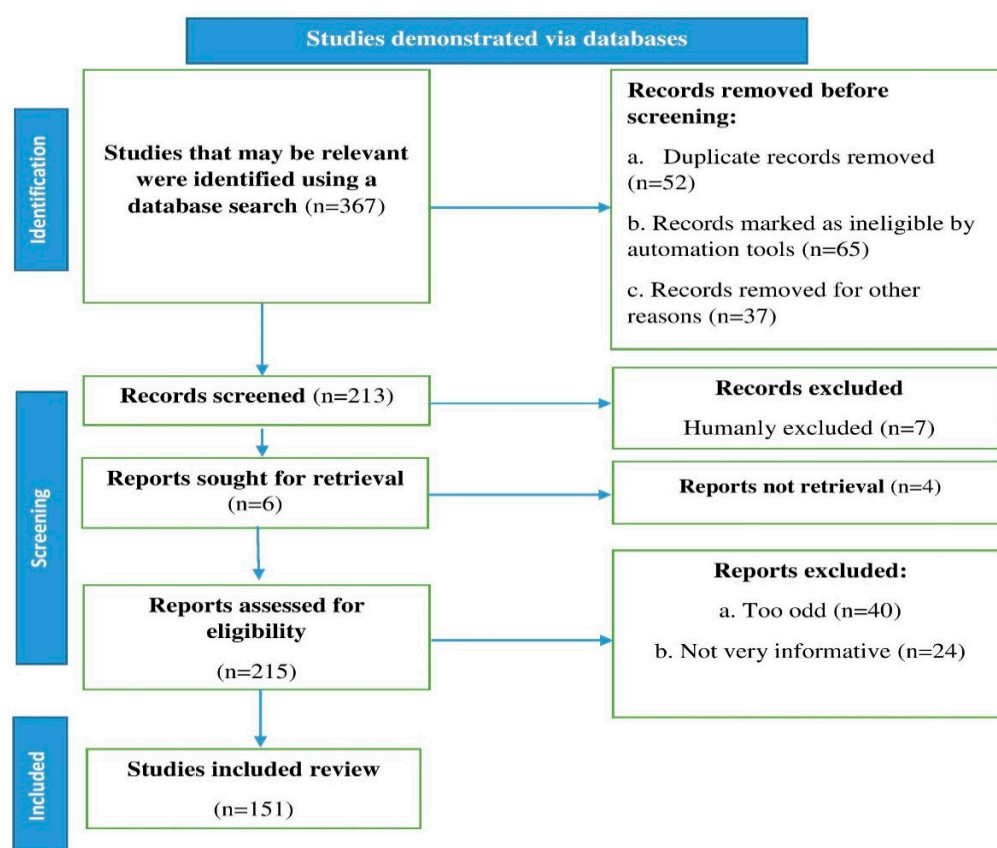 Studies demonstrated via databases
Identification
Studies that may be relevant
were identified using a
database search (n=367)
Records removed before
screening:
a. Duplicate records removed
(n=52)
b. Records marked as ineligible by
automation tools (n=65)
c. Records removed for other
reasons (n=37)
Screening
Records screened (n=213)
Records excluded
Humanly excluded (n=7)
Reports sought for retrieval
(n=6)
Reports not retrieval (n=4)
Reports assessed for
eligibility
(n=215)
Reports excluded:
a. Too odd (n=40)
b. Not very informative (n=24)
Included
Studies included review
(n=151)